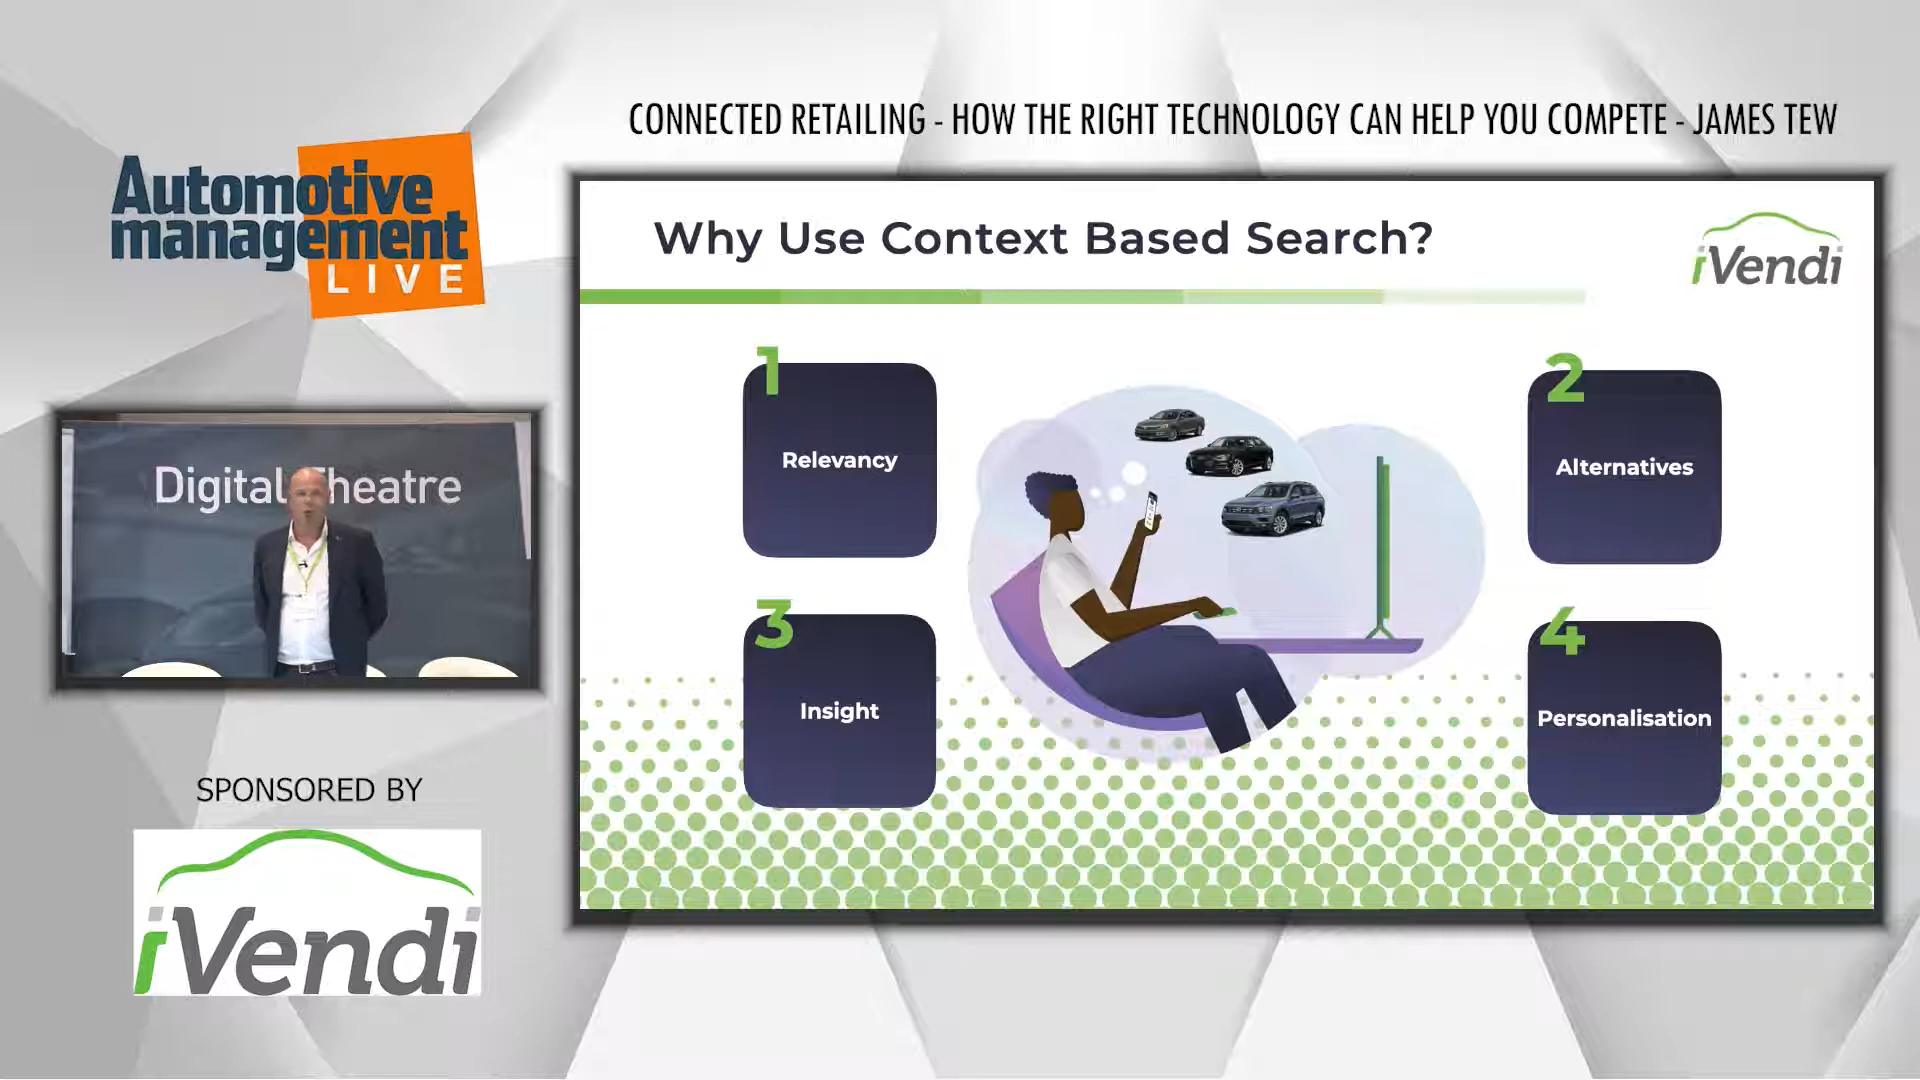 CONNECTED RETAILING - HOW THE RIGHT TECHNOLOGY CAN HELP YOU COMPETE - JAMES TEW
Automotive
management
LIVE
Why Use Context Based Search?
iVendi
1
Relevancy
2
Alternatives
3
Insight
4
Personalisation
Digital Theatre
SPONSORED BY
iVendi